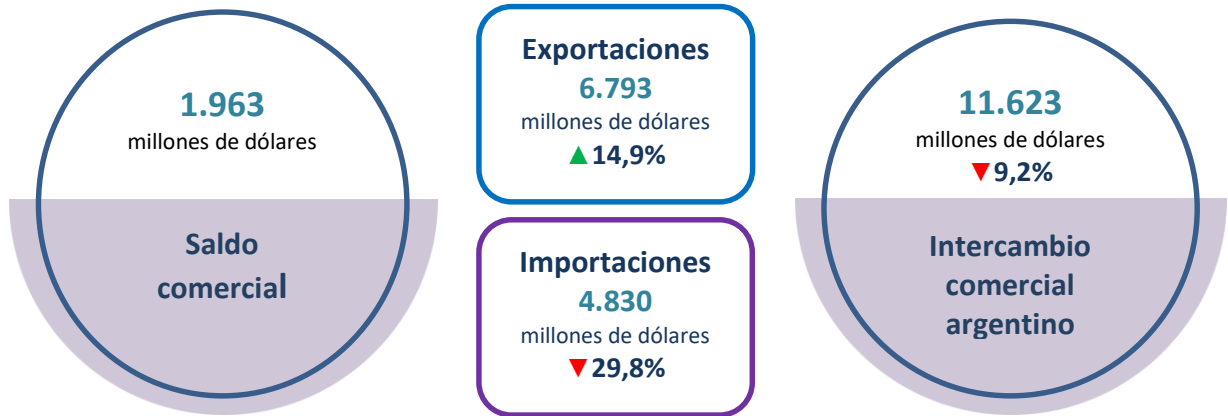 1.963
millones de dólares
Saldo
comercial
Exportaciones
6.793
millones de dólares
▲14,9%
Importaciones
4.830
millones de dólares
▼29,8%
11.623
millones de dólares
▼9,2%
Intercambio
comercial
argentino